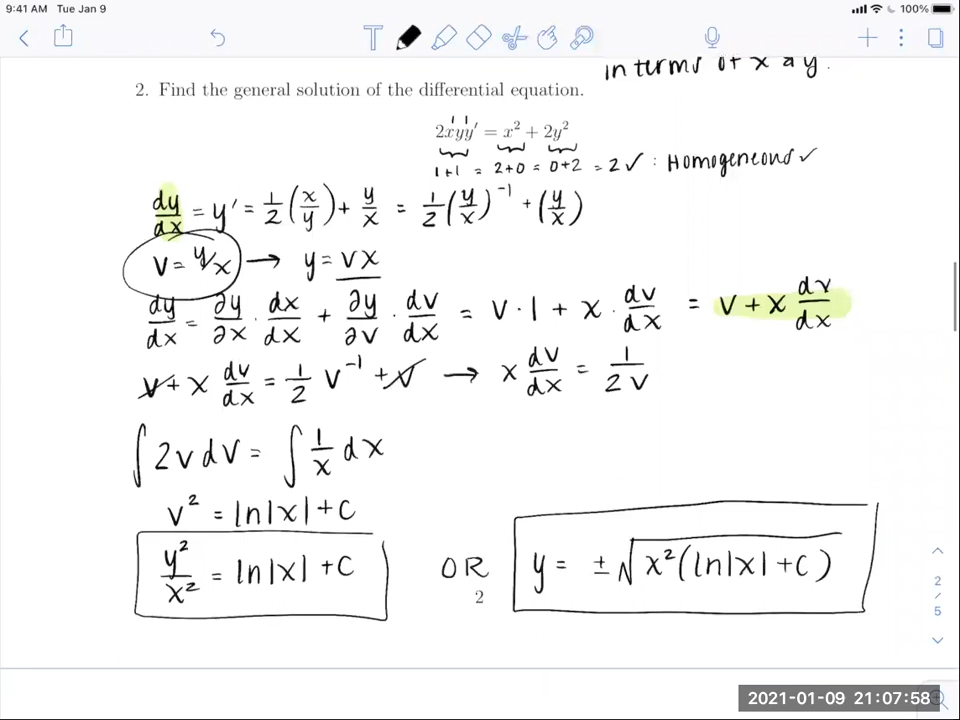 9:41 AM Tue Jan 9
100%
in terms of x & y.
2. Find the general solution of the differential equation.
2xyy′ = x² + 2y²
1 1
1+1 = 2+0 = 0+2 = 2 ✓ : Homogeneous ✓
dy/dx = y' = 1/2 (x/y) + y/x = 1/2 (y/x)⁻¹ + (y/x)
v = y/x → y = vx
dy/dx = ∂y/∂x · dx/dx + ∂y/∂v · dv/dx = v · 1 + x · dv/dx = v + x dv/dx
v + x dv/dx = 1/2 v⁻¹ + v → x dv/dx = 1/2v
∫ 2v dv = ∫ 1/x dx
v² = ln|x| + c
y²/x² = ln|x| + c OR y = ± √x²(ln|x| + c)
2
2 / 5
2021-01-09 21:07:58